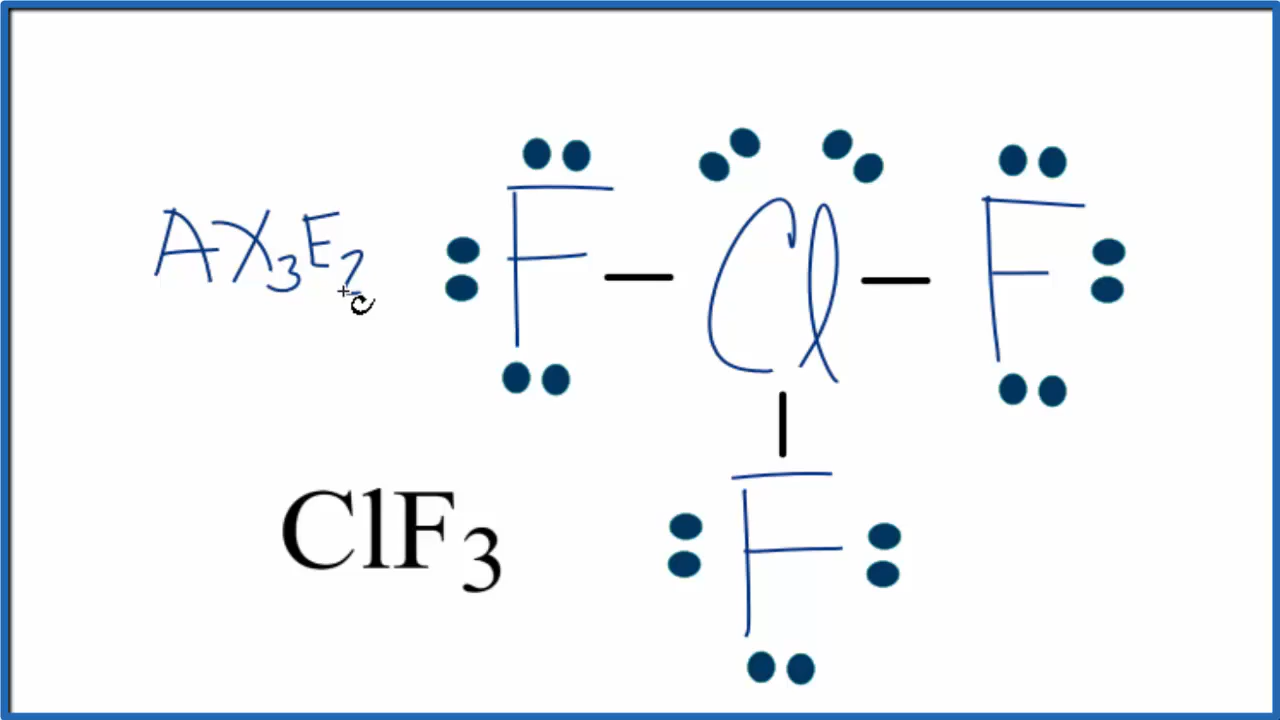 AX₃E₂
F — Cl — F
F
ClF₃